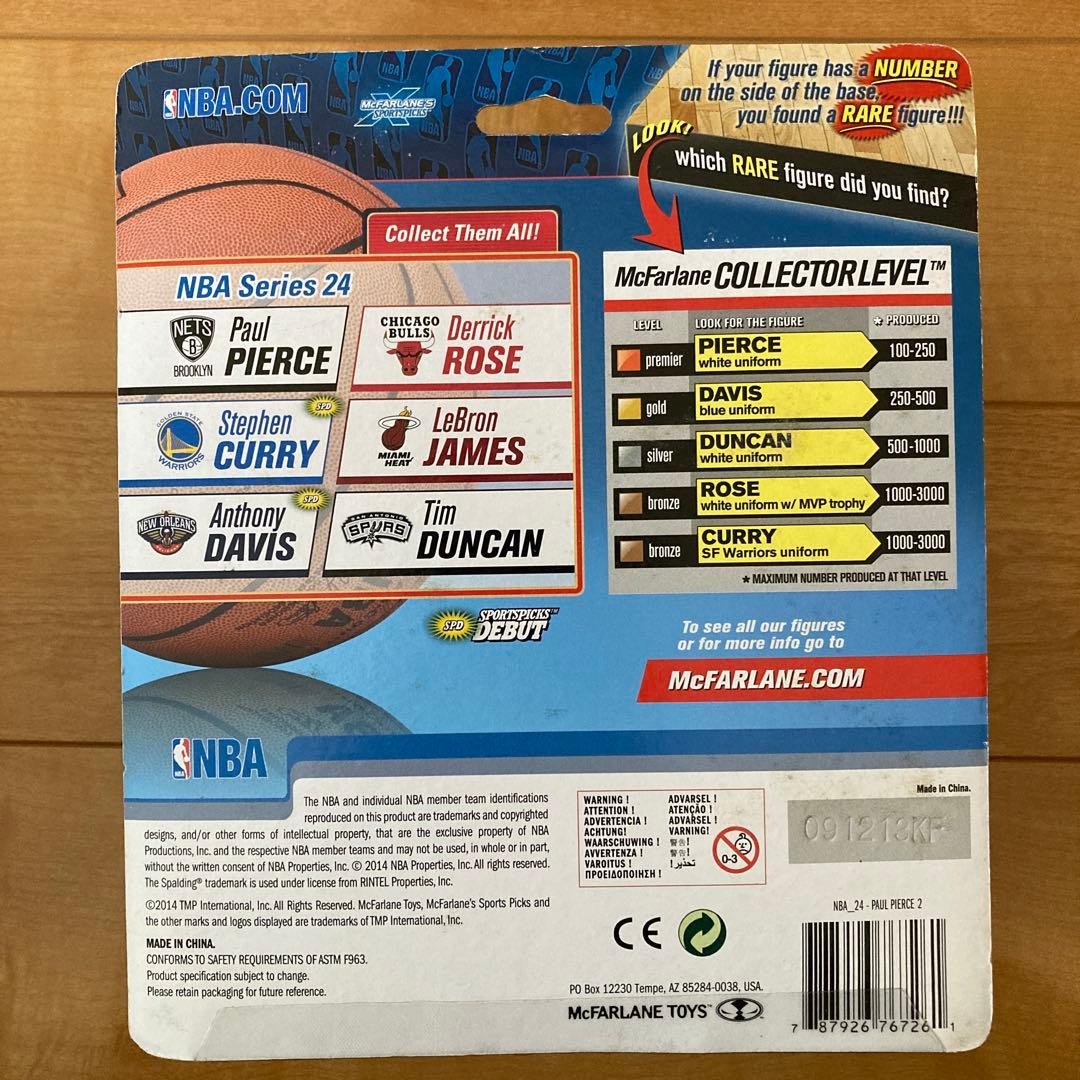 NBA.COM
McFARLANE'S
SPORTSPICKS
If your figure has a NUMBER
on the side of the base,
you found a RARE figure!!!
LOOK!
which RARE figure did you find?
Collect Them All!
NBA Series 24
NETS
B
BROOKLYN
Paul
PIERCE
CHICAGO
BULLS
Derrick
ROSE
GOLDEN STATE
WARRIORS
Stephen
CURRY
SPD
MIAMI
HEAT
LeBron
JAMES
NEW ORLEANS
PELICANS
Anthony
DAVIS
SPD
SAN ANTONIO
SPURS
Tim
DUNCAN
SPD SPORTSPICKS™
DEBUT
McFarlane COLLECTOR LEVEL™
LEVEL LOOK FOR THE FIGURE * PRODUCED
premier PIERCE
white uniform 100-250
gold DAVIS
blue uniform 250-500
silver DUNCAN
white uniform 500-1000
bronze ROSE
white uniform w/ MVP trophy 1000-3000
bronze CURRY
SF Warriors uniform 1000-3000
* MAXIMUM NUMBER PRODUCED AT THAT LEVEL
To see all our figures
or for more info go to
McFARLANE.COM
NBA
The NBA and individual NBA member team identifications
reproduced on this product are trademarks and copyrighted
designs, and/or other forms of intellectual property, that are the exclusive property of NBA
Productions, Inc. and the respective NBA member teams and may not be used, in whole or in part,
without the written consent of NBA Properties, Inc. © 2014 NBA Properties, Inc. All rights reserved.
The Spalding® trademark is used under license from RINTEL Properties, Inc.
©2014 TMP International, Inc. All Rights Reserved. McFarlane Toys, McFarlane's Sports Picks and
the other marks and logos displayed are trademarks of TMP International, Inc.
MADE IN CHINA.
CONFORMS TO SAFETY REQUIREMENTS OF ASTM F963.
Product specification subject to change.
Please retain packaging for future reference.
WARNING !
ATTENTION !
ADVERTENCIA !
ACHTUNG!
WAARSCHUWING !
AVVERTENZA !
VAROITUS !
ΠΡΟΕΙΔΟΠΟΙΗΣΗ !
ADVARSEL !
ATENÇÃO !
ADVARSEL !
VARNING!
警告!
警告!
تحذير!
0-3
CE
PO Box 12230 Tempe, AZ 85284-0038, USA.
McFARLANE TOYS™
Made in China.
091213KF
NBA_24 - PAUL PIERCE 2
7 87926 76726 1